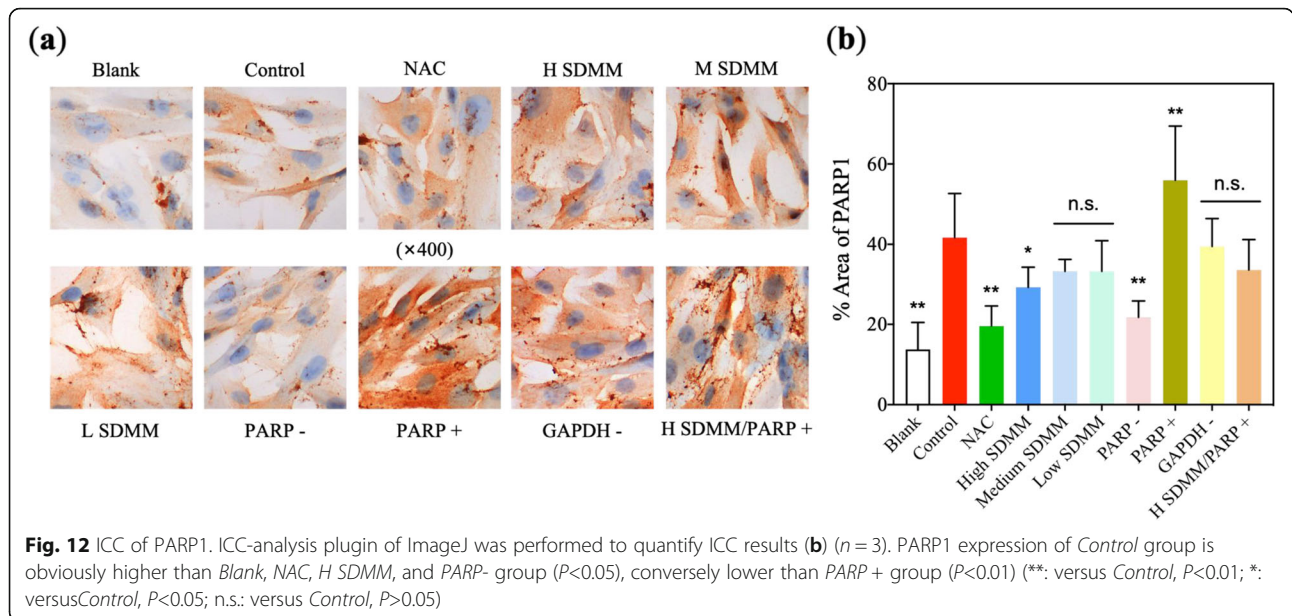 (a)
Blank Control NAC H SDMM M SDMM
(×400)
L SDMM PARP - PARP + GAPDH - H SDMM/PARP +
(b)
% Area of PARP1
80
60
40
20
0
**
**
*
n.s.
**
**
n.s.
Blank
Control
NAC
High SDMM
Medium SDMM
Low SDMM
PARP -
PARP +
GAPDH -
H SDMM/PARP +
Fig. 12 ICC of PARP1. ICC-analysis plugin of ImageJ was performed to quantify ICC results (b) (n = 3). PARP1 expression of Control group is
obviously higher than Blank, NAC, H SDMM, and PARP- group (P<0.05), conversely lower than PARP + group (P<0.01) (**: versus Control, P<0.01; *:
versusControl, P<0.05; n.s.: versus Control, P>0.05)